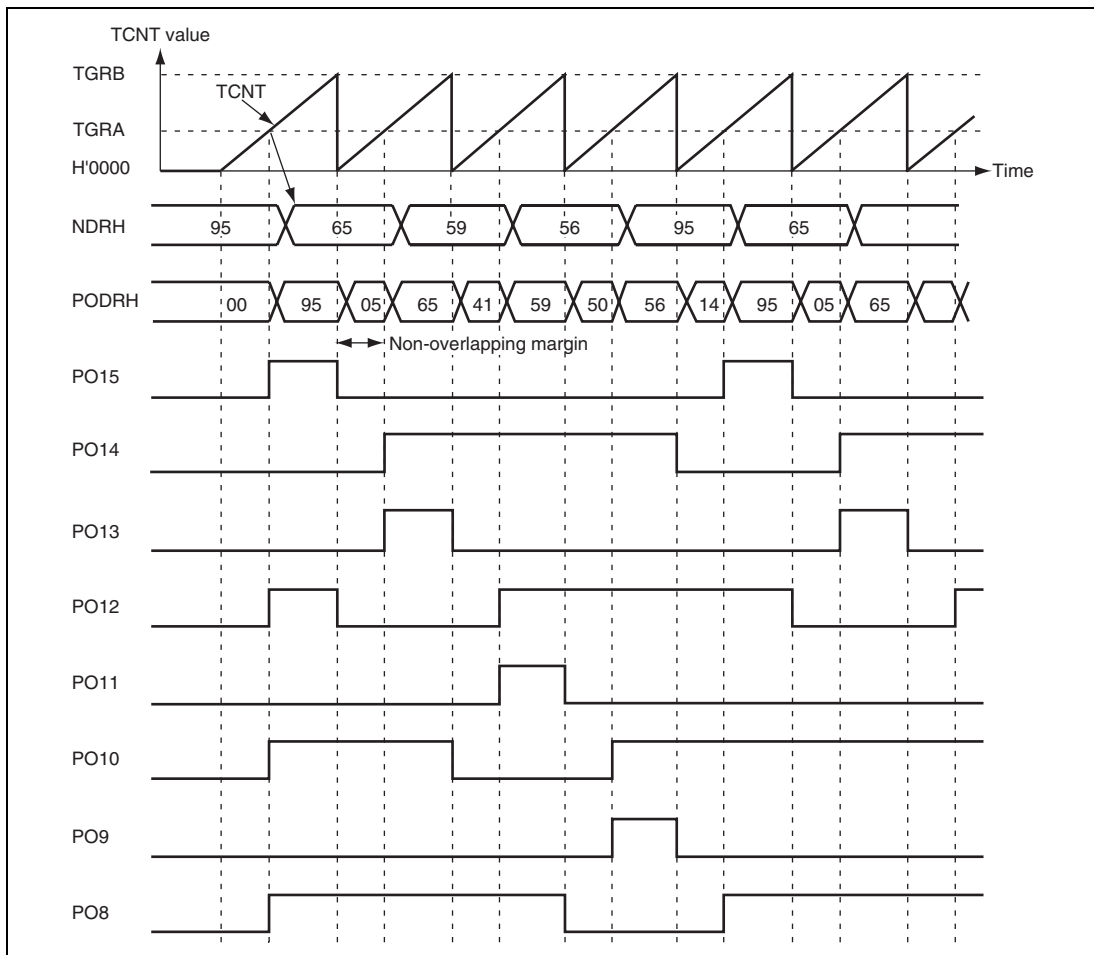 TCNT value
TGRB
TCNT
TGRA
H'0000
Time
NDRH 95 65 59 56 95 65
PODRH 00 95 05 65 41 59 50 56 14 95 05 65
Non-overlapping margin
PO15
PO14
PO13
PO12
PO11
PO10
PO9
PO8